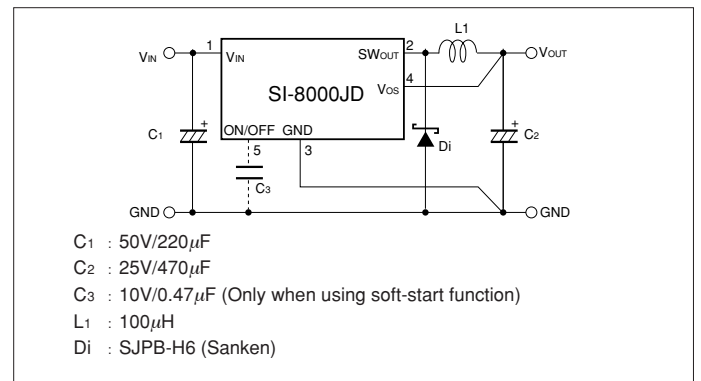 L1
VIN 1 VIN SWOUT 2 VOUT
4
VOS
SI-8000JD
C1 + ON/OFF GND Di + C2
5 3
C3
GND GND
C1 : 50V/220µF
C2 : 25V/470µF
C3 : 10V/0.47µF (Only when using soft-start function)
L1 : 100µH
Di : SJPB-H6 (Sanken)